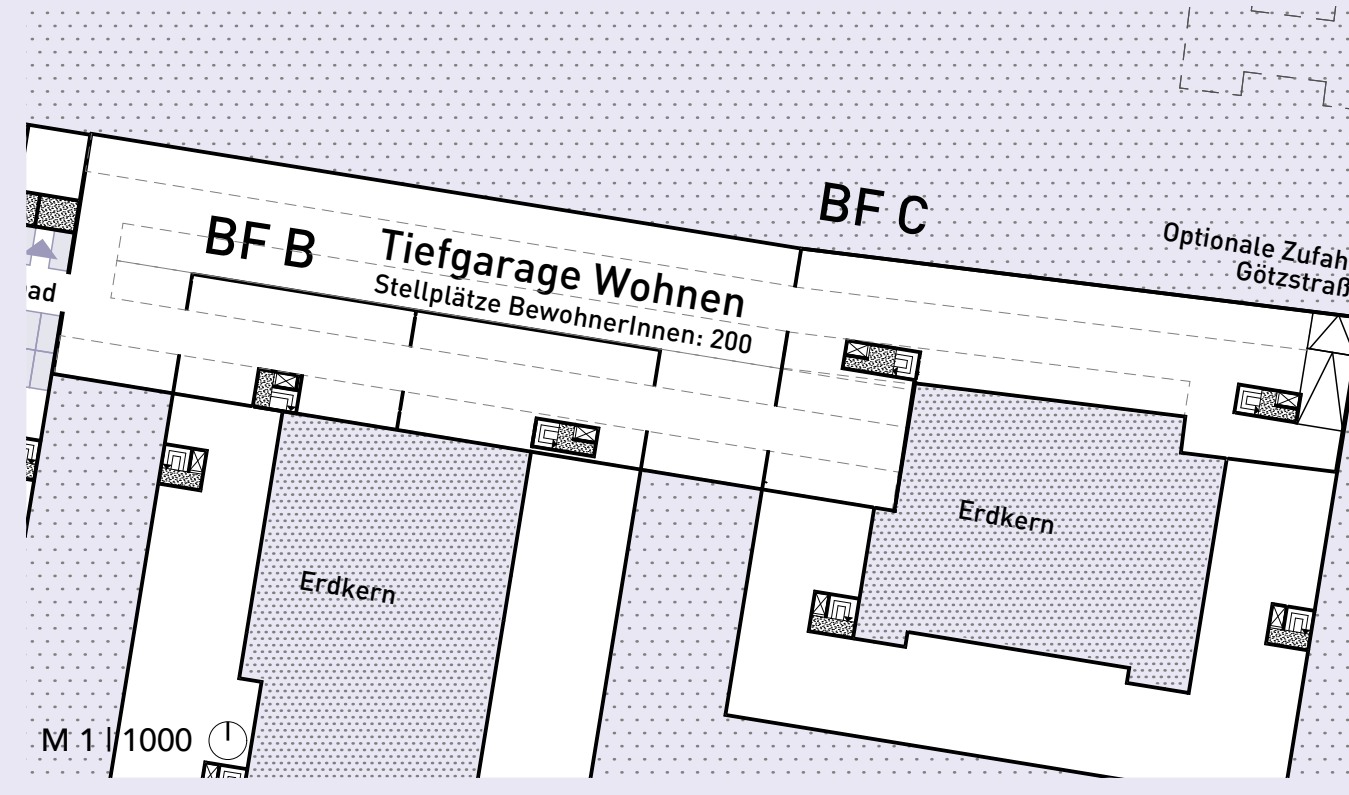 BF C
Optionale Zufah
Götzstraß
BF B
Tiefgarage Wohnen
Stellplätze BewohnerInnen: 200
ad
Erdkern
Erdkern
M 1 | 1000